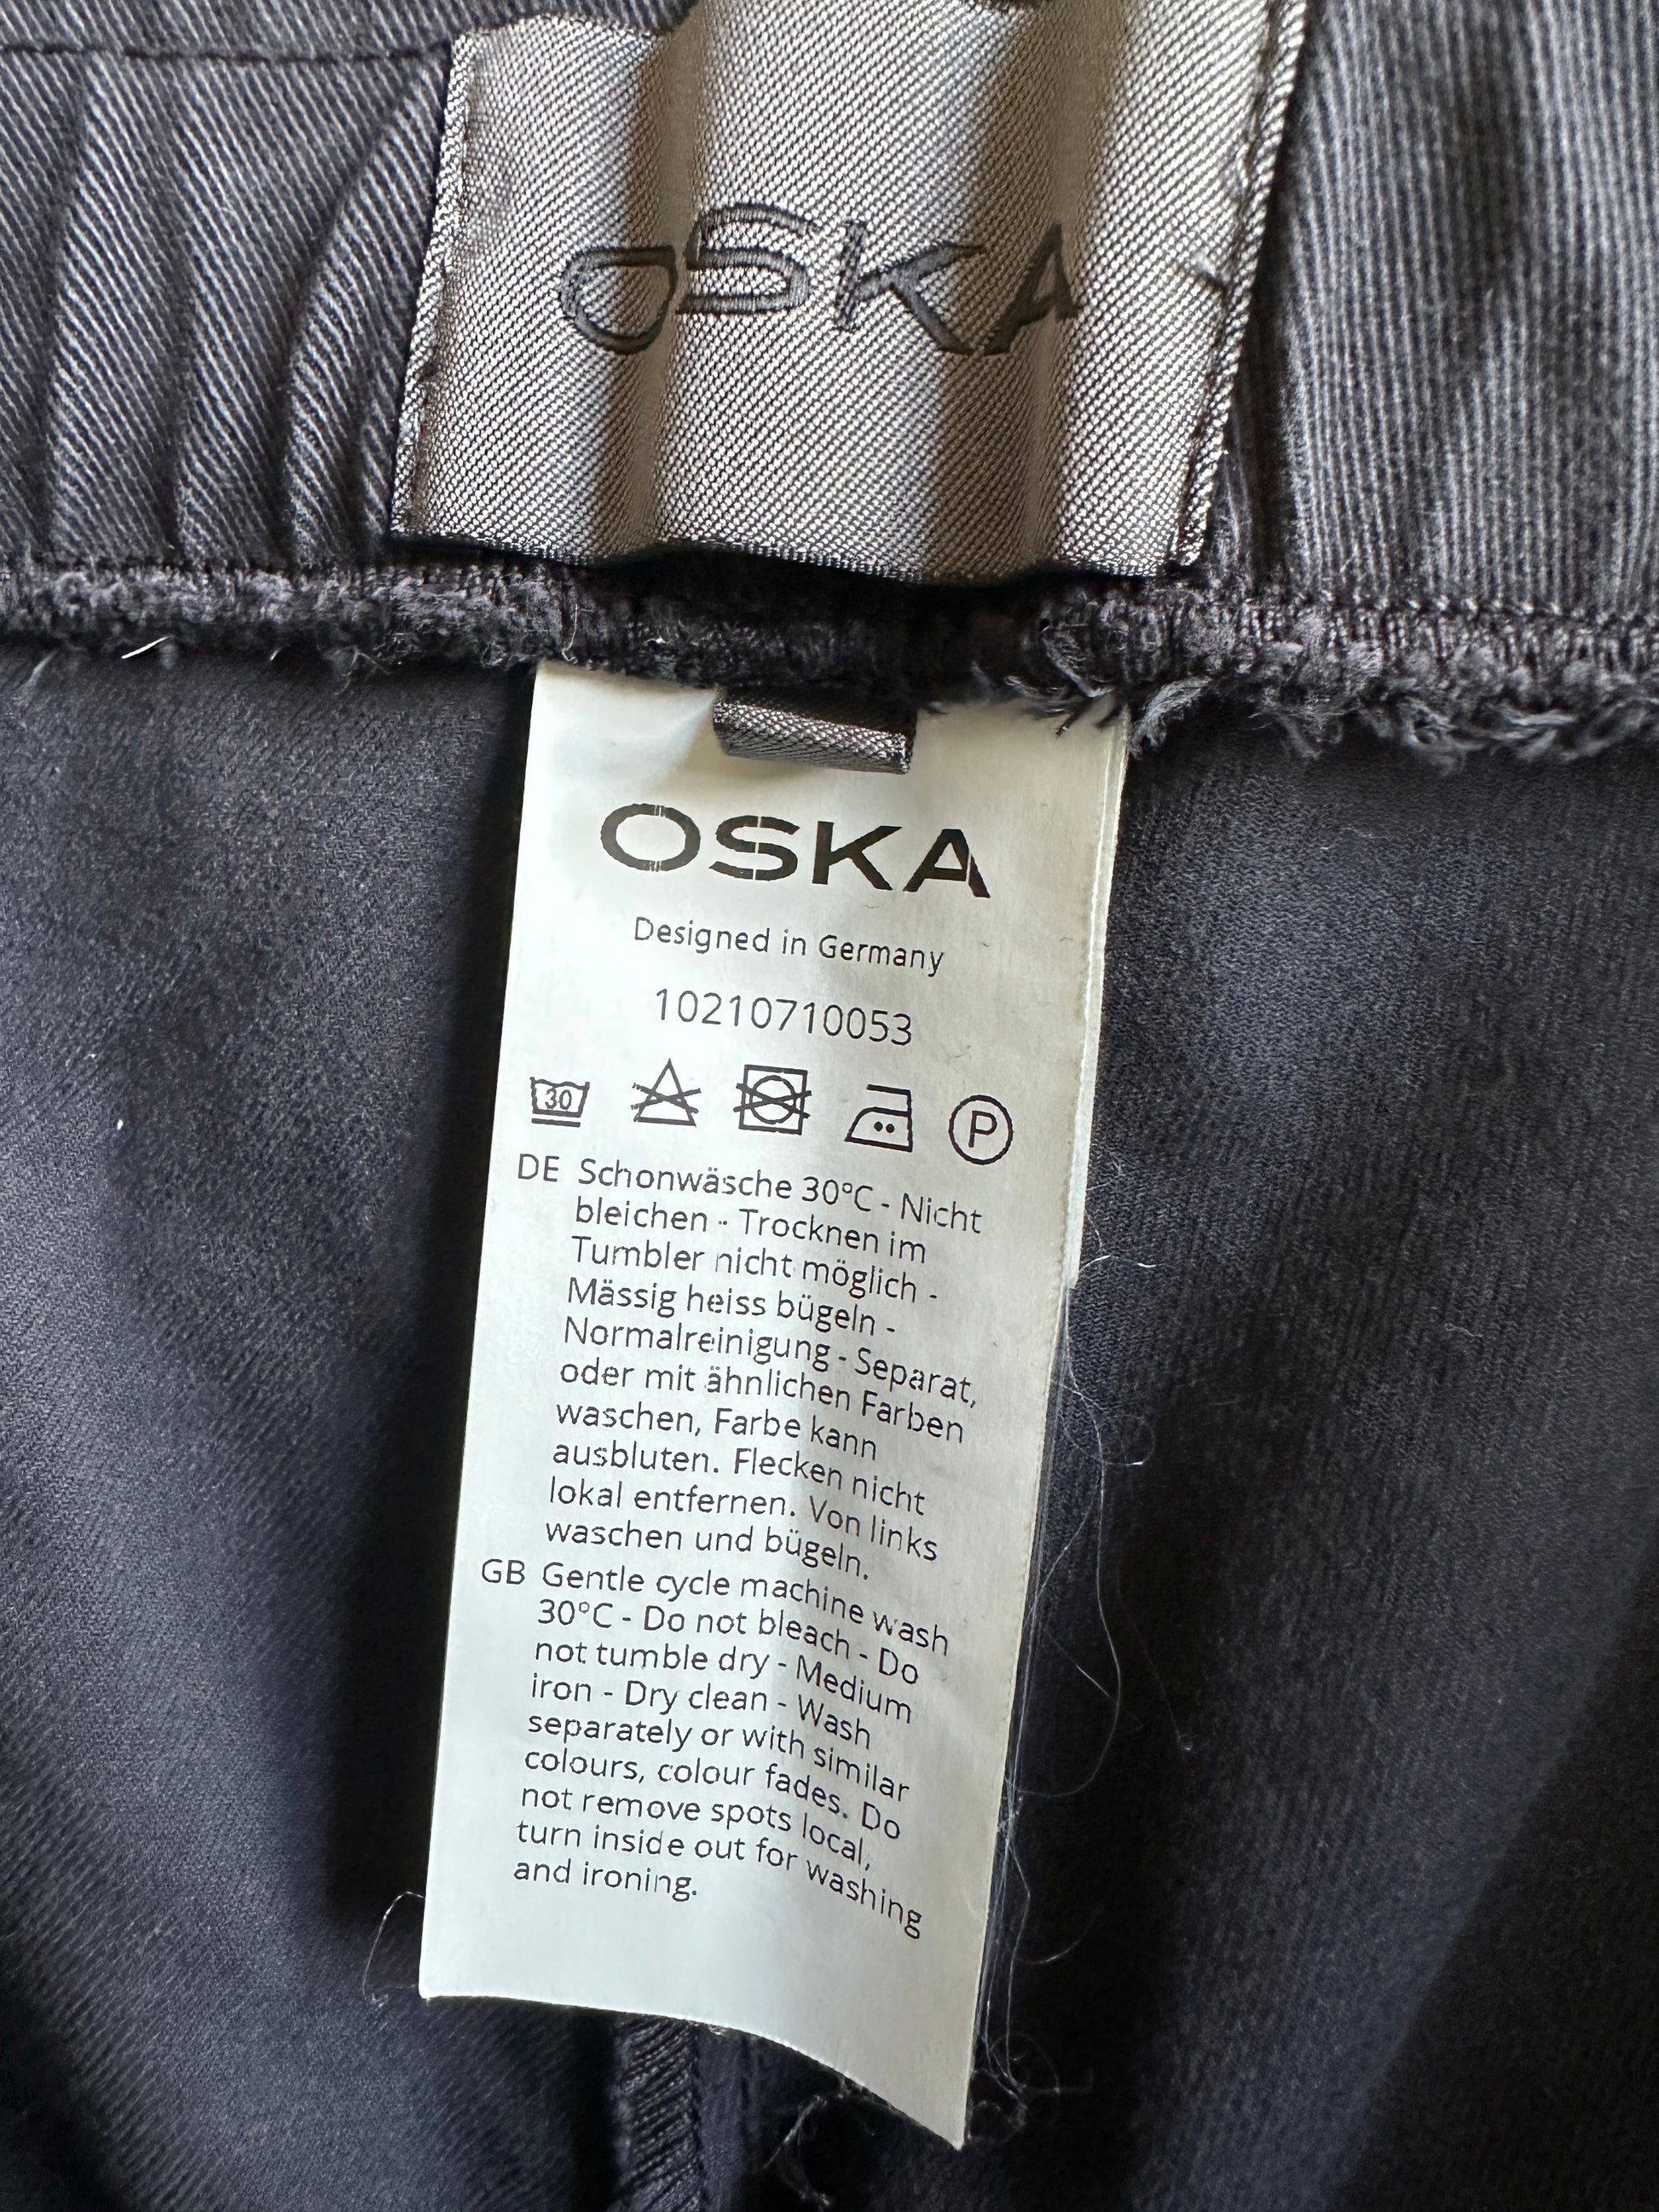 OSKA
OSKA
Designed in Germany
10210710053
30 P
DE Schonwäsche 30°C - Nicht
bleichen - Trocknen im
Tumbler nicht möglich -
Mässig heiss bügeln -
Normalreinigung - Separat,
oder mit ähnlichen Farben
waschen, Farbe kann
ausbluten. Flecken nicht
lokal entfernen. Von links
waschen und bügeln.
GB Gentle cycle machine wash
30°C - Do not bleach - Do
not tumble dry - Medium
iron - Dry clean - Wash
separately or with similar
colours, colour fades. Do
not remove spots local,
turn inside out for washing
and ironing.